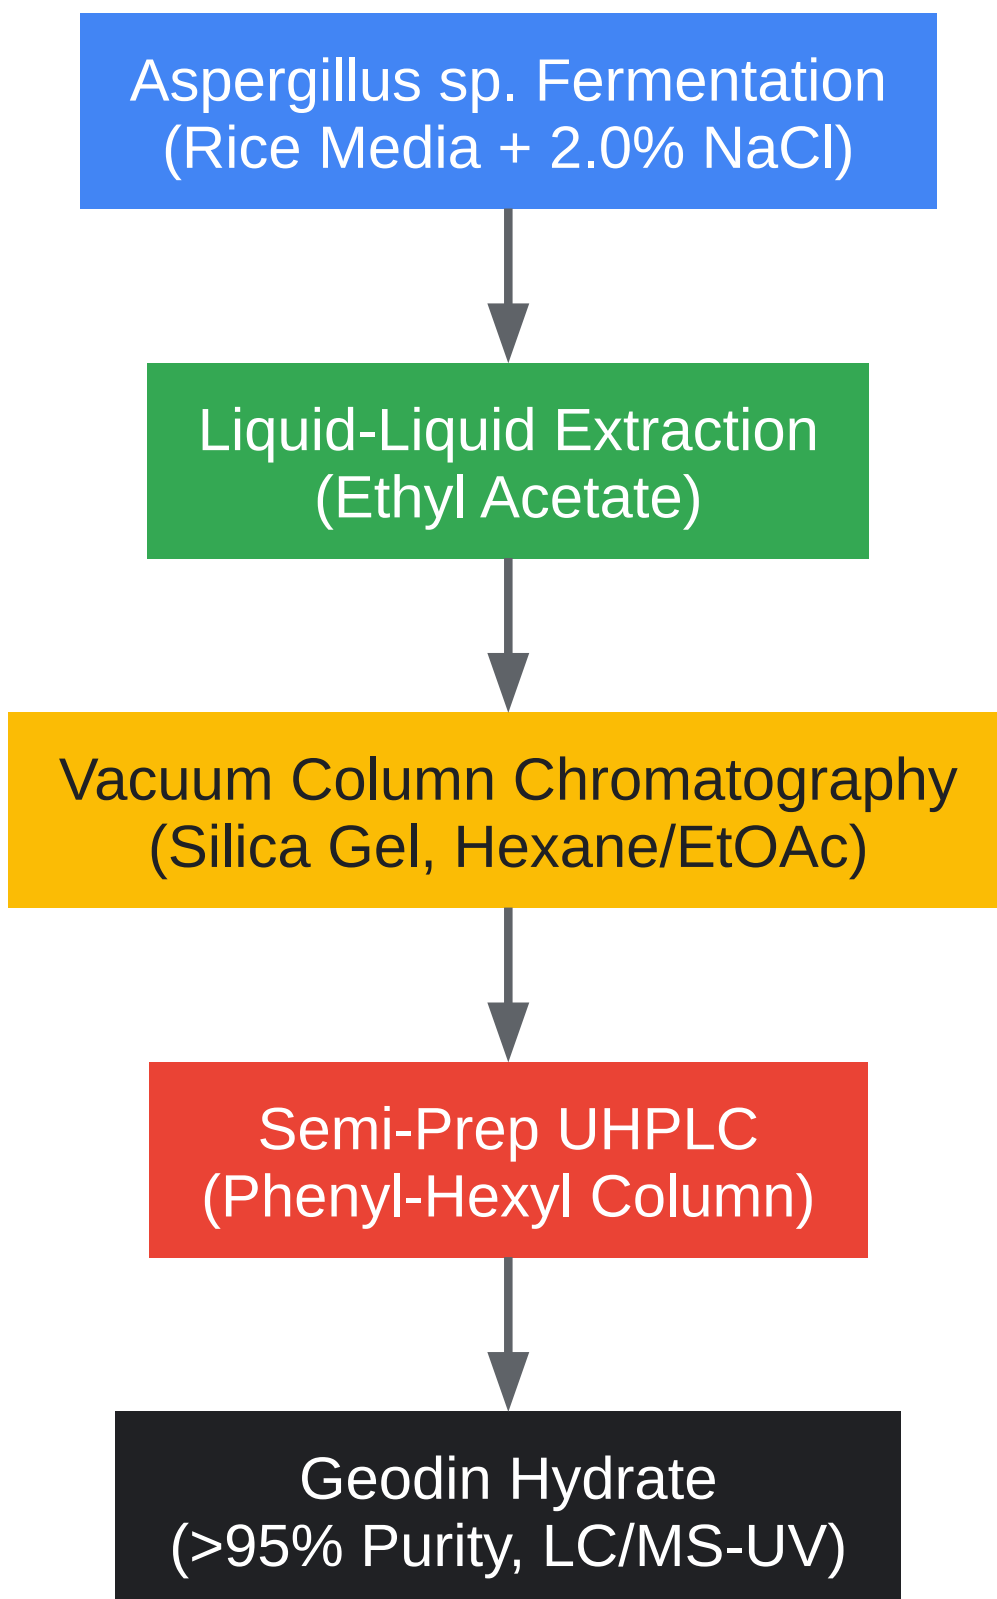 Aspergillus sp. Fermentation
(Rice Media + 2.0% NaCl)
Liquid-Liquid Extraction
(Ethyl Acetate)
Vacuum Column Chromatography
(Silica Gel, Hexane/EtOAc)
Semi-Prep UHPLC
(Phenyl-Hexyl Column)
Geodin Hydrate
(>95% Purity, LC/MS-UV)